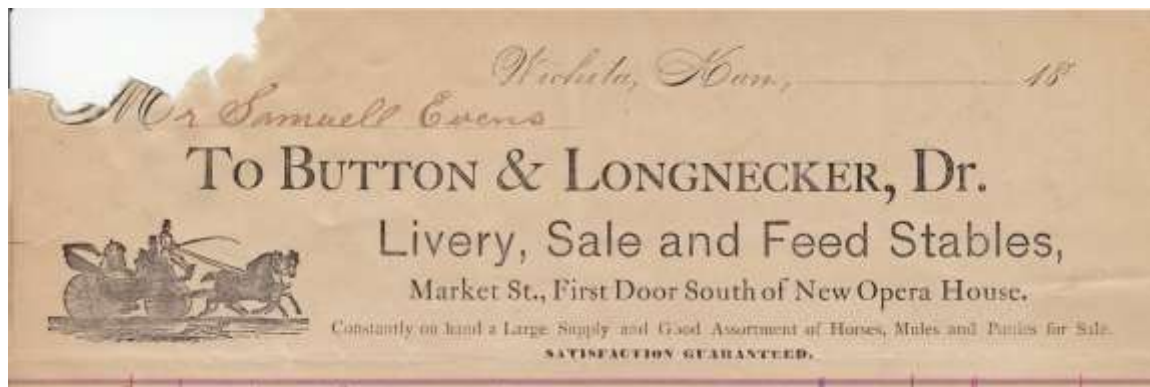 Wichita, Kan, 18
Mr Samuell Evens
TO BUTTON & LONGNECKER, Dr.
Livery, Sale and Feed Stables,
Market St., First Door South of New Opera House.
Constantly on hand a Large Supply and Good Assortment of Horses, Mules and Ponies for Sale.
SATISFACTION GUARANTEED.